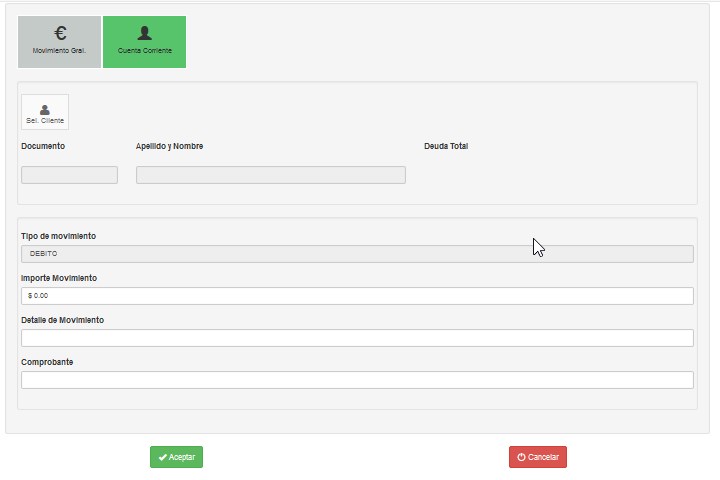 €
Movimiento Gral.
Cuenta Corriente
Sel. Cliente
Documento
Apellido y Nombre
Deuda Total
Tipo de movimiento
DEBITO
Importe Movimiento
$ 0.00
Detalle de Movimiento
Comprobante
Aceptar
Cancelar